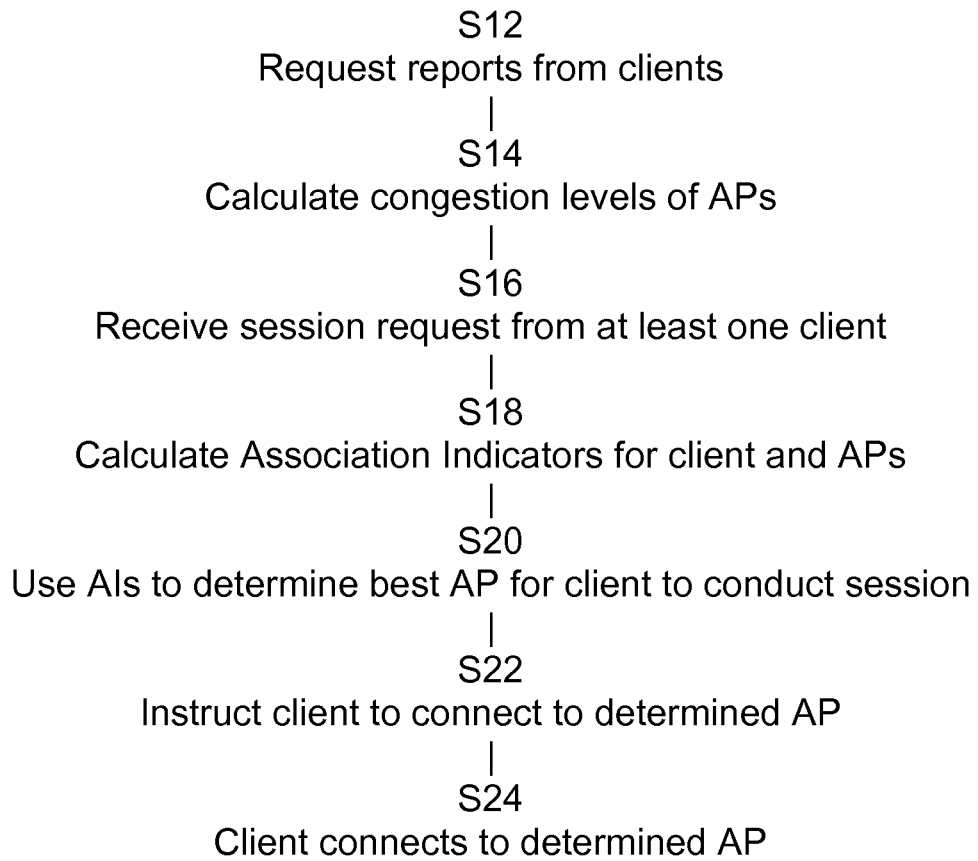 S12
Request reports from clients
S14
Calculate congestion levels of APs
S16
Receive session request from at least one client
S18
Calculate Association Indicators for client and APs
S20
Use AIs to determine best AP for client to conduct session
S22
Instruct client to connect to determined AP
S24
Client connects to determined AP